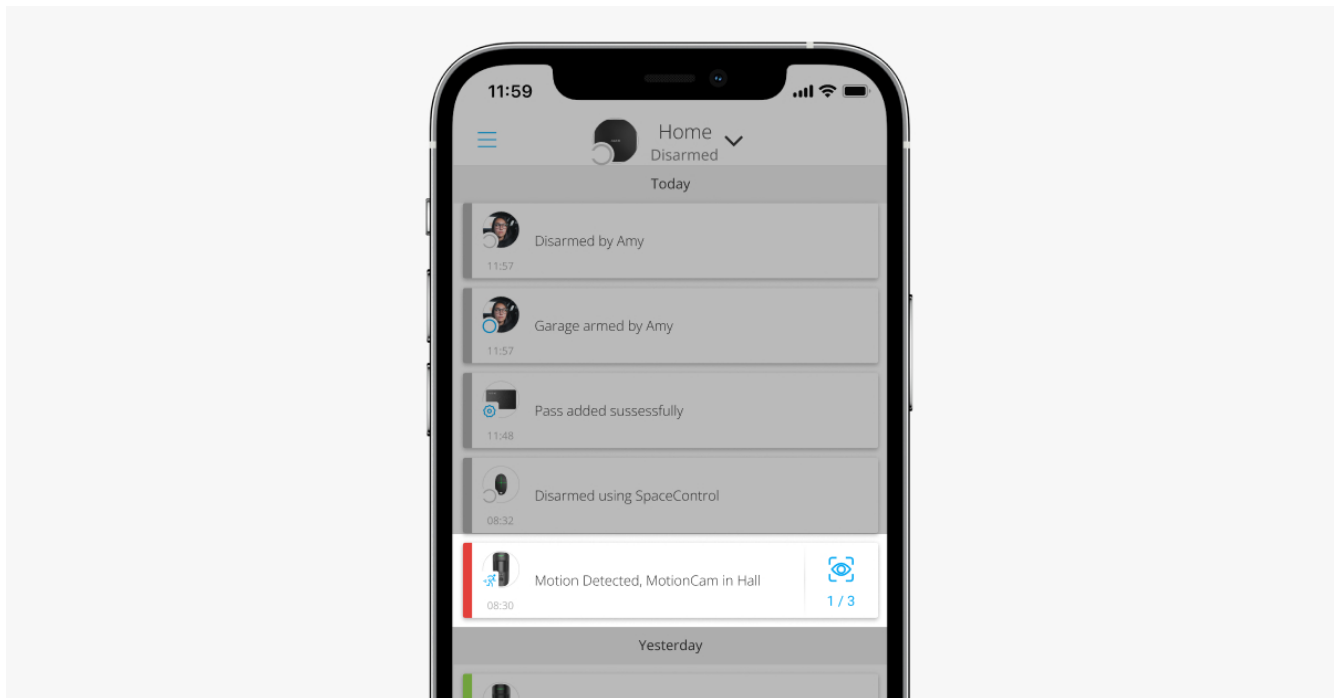 11:59
Home
Disarmed
Today
Disarmed by Amy
11:57
Garage armed by Amy
11:57
Pass added sussessfully
11:48
Disarmed using SpaceControl
08:32
Motion Detected, MotionCam in Hall
08:30
1 / 3
Yesterday